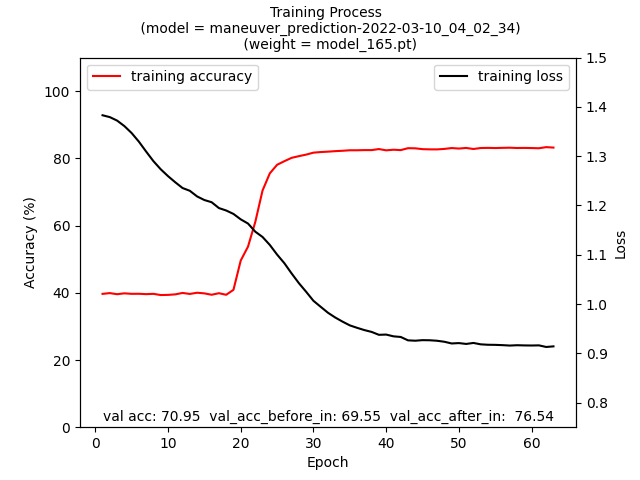 Training Process
(model = maneuver_prediction-2022-03-10_04_02_34)
(weight = model_165.pt)
training accuracy
training loss
Accuracy (%)
100
80
60
40
20
0
1.5
1.4
1.3
1.2
1.1
1.0
0.9
0.8
Loss
val acc: 70.95  val_acc_before_in: 69.55  val_acc_after_in:  76.54
0 10 20 30 40 50 60
Epoch